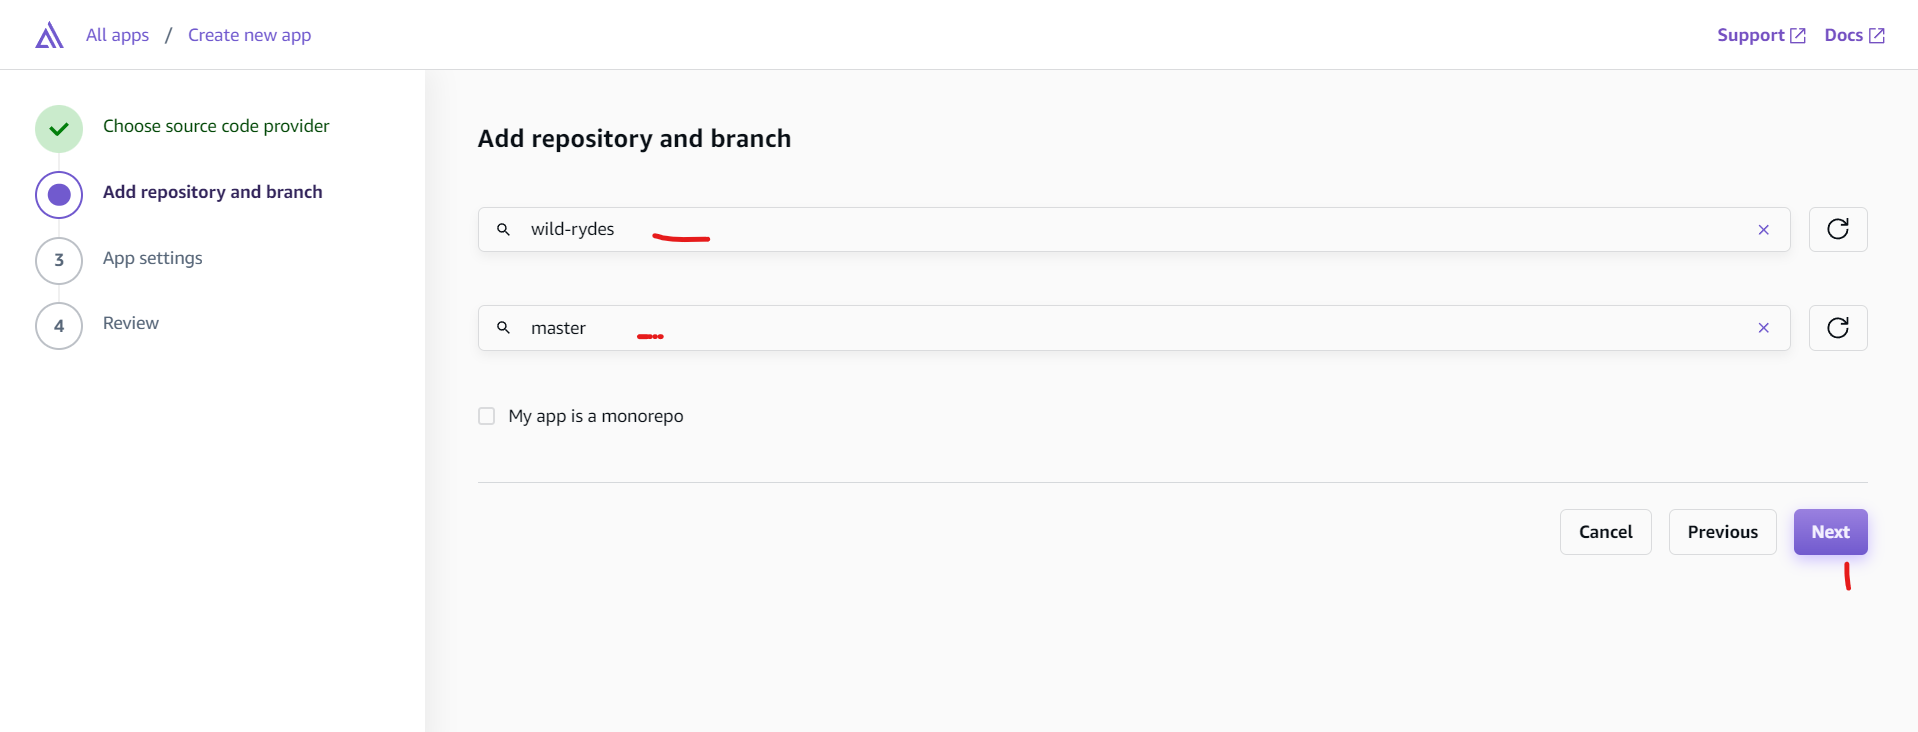 All apps / Create new app
Support Docs
Choose source code provider
Add repository and branch
3 App settings
4 Review
Add repository and branch
wild-rydes
master
My app is a monorepo
Cancel Previous Next